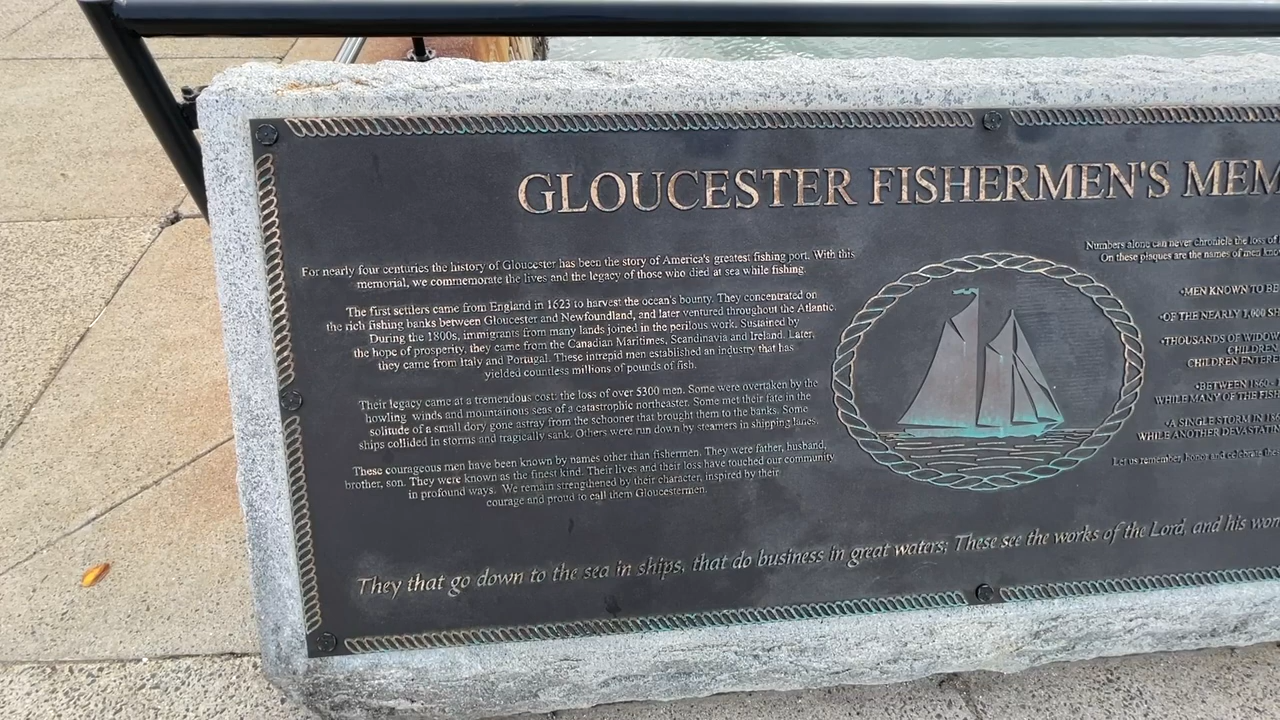 GLOUCESTER FISHERMEN'S MEM
For nearly four centuries the history of Gloucester has been the story of America's greatest fishing port. With this
memorial, we commemorate the lives and the legacy of those who died at sea while fishing.
The first settlers came from England in 1623 to harvest the ocean's bounty. They concentrated on
the rich fishing banks between Gloucester and Newfoundland, and later ventured throughout the Atlantic.
During the 1800s, immigrants from many lands joined in the perilous work. Sustained by
the hope of prosperity, they came from the Canadian Maritimes, Scandinavia and Ireland. Later,
they came from Italy and Portugal. These intrepid men established an industry that has
yielded countless millions of pounds of fish.
Their legacy came at a tremendous cost: the loss of over 5300 men. Some were overtaken by the
howling winds and mountainous seas of a catastrophic northeaster. Some met their fate in the
solitude of a small dory gone astray from the schooner that brought them to the banks. Some
ships collided in storms and tragically sank. Others were run down by steamers in shipping lanes.
These courageous men have been known by names other than fishermen. They were father, husband,
brother, son. They were known as the finest kind. Their lives and their loss have touched our community
in profound ways. We remain strengthened by their character, inspired by their
courage and proud to call them Gloucestermen.
Numbers alone can never chronicle the loss of
On these plaques are the names of men kno
•MEN KNOWN TO BE
•OF THE NEARLY 1,000 SH
•THOUSANDS OF WIDOW
CHILDREN
CHILDREN ENTERE
•BETWEEN 1860 -
WHILE MANY OF THE FISH
•A SINGLE STORM IN 18
WHILE ANOTHER DEVASTATIN
Let us remember, honor and celebrate the
They that go down to the sea in ships, that do business in great waters; These see the works of the Lord, and his won